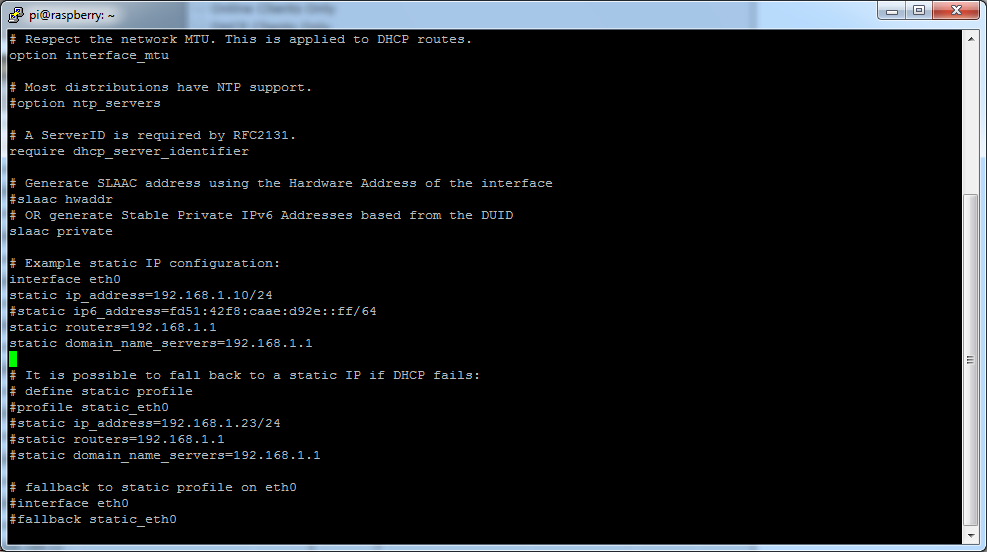 Online Clients Only
pi@raspberry: ~
# Respect the network MTU. This is applied to DHCP routes.
option interface_mtu
# Most distributions have NTP support.
#option ntp_servers
# A ServerID is required by RFC2131.
require dhcp_server_identifier
# Generate SLAAC address using the Hardware Address of the interface
#slaac hwaddr
# OR generate Stable Private IPv6 Addresses based from the DUID
slaac private
# Example static IP configuration:
interface eth0
static ip_address=192.168.1.10/24
#static ip6_address=fd51:42f8:caae:d92e::ff/64
static routers=192.168.1.1
static domain_name_servers=192.168.1.1
# It is possible to fall back to a static IP if DHCP fails:
# define static profile
#profile static_eth0
#static ip_address=192.168.1.23/24
#static routers=192.168.1.1
#static domain_name_servers=192.168.1.1
# fallback to static profile on eth0
#interface eth0
#fallback static_eth0